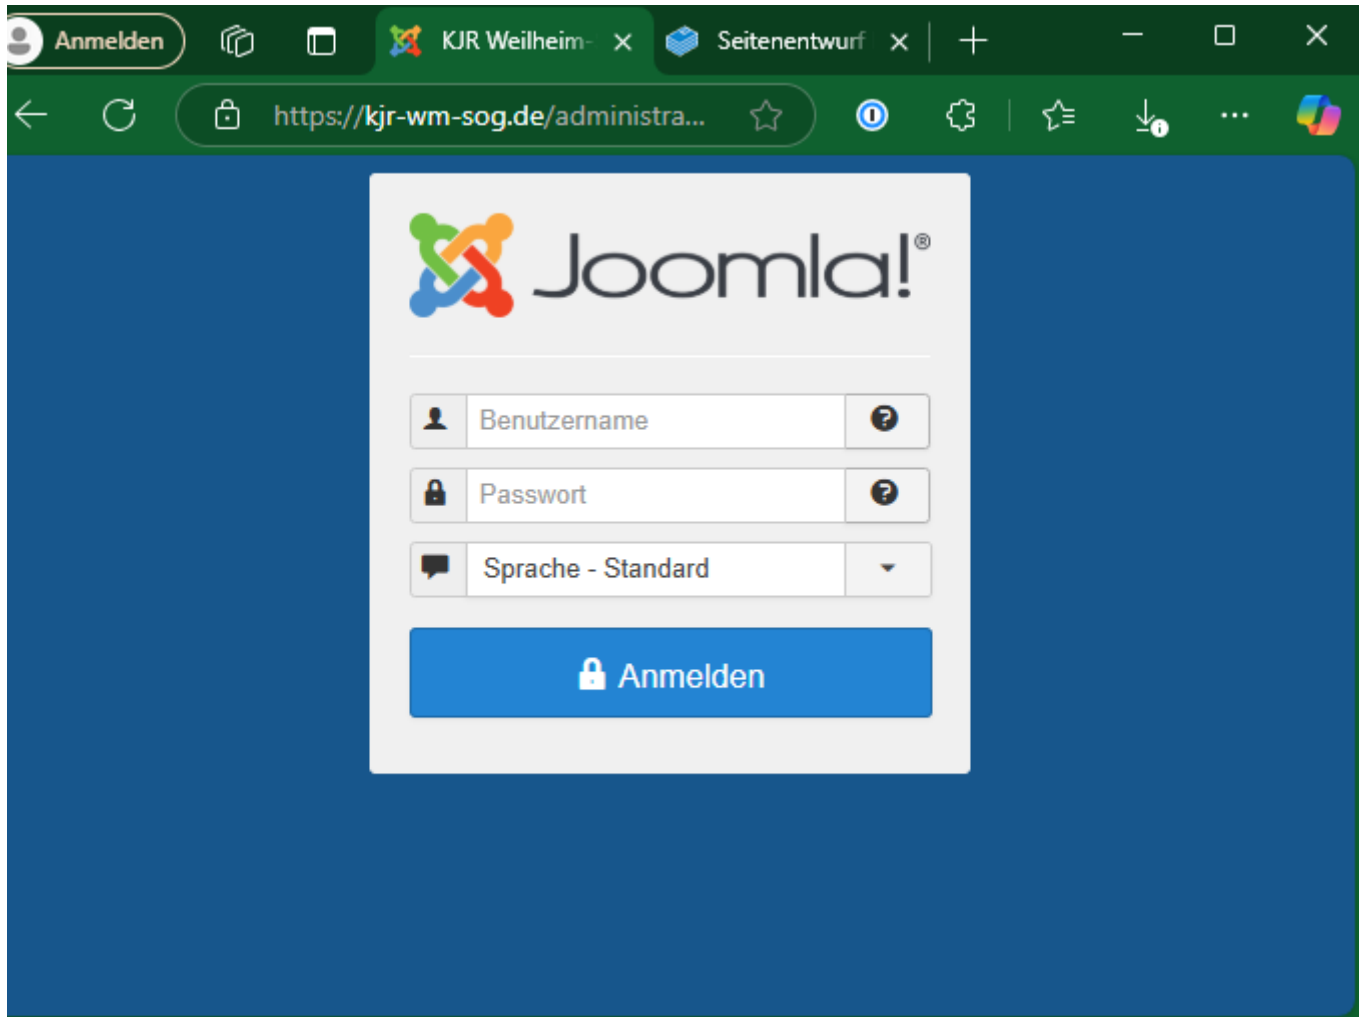 Anmelden
KJR Weilheim-
Seitenentwurf
https://kjr-wm-sog.de/administra...
Joomla!®
Benutzername
Passwort
Sprache - Standard
Anmelden